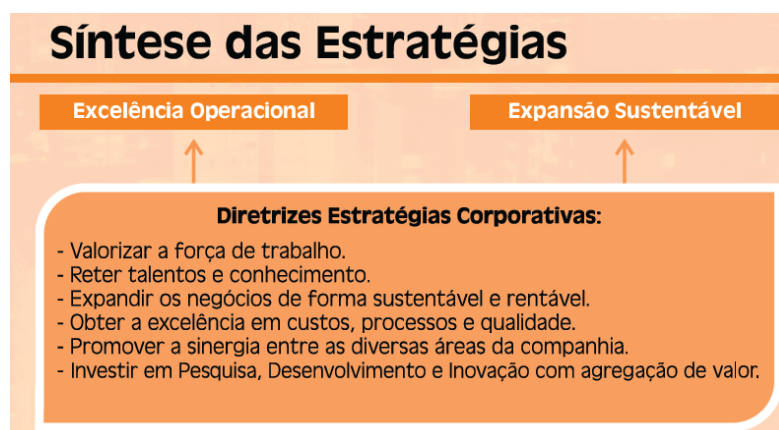 Síntese das Estratégias
Excelência Operacional
Expansão Sustentável
Diretrizes Estratégias Corporativas:
- Valorizar a força de trabalho.
- Reter talentos e conhecimento.
- Expandir os negócios de forma sustentável e rentável.
- Obter a excelência em custos, processos e qualidade.
- Promover a sinergia entre as diversas áreas da companhia.
- Investir em Pesquisa, Desenvolvimento e Inovação com agregação de valor.